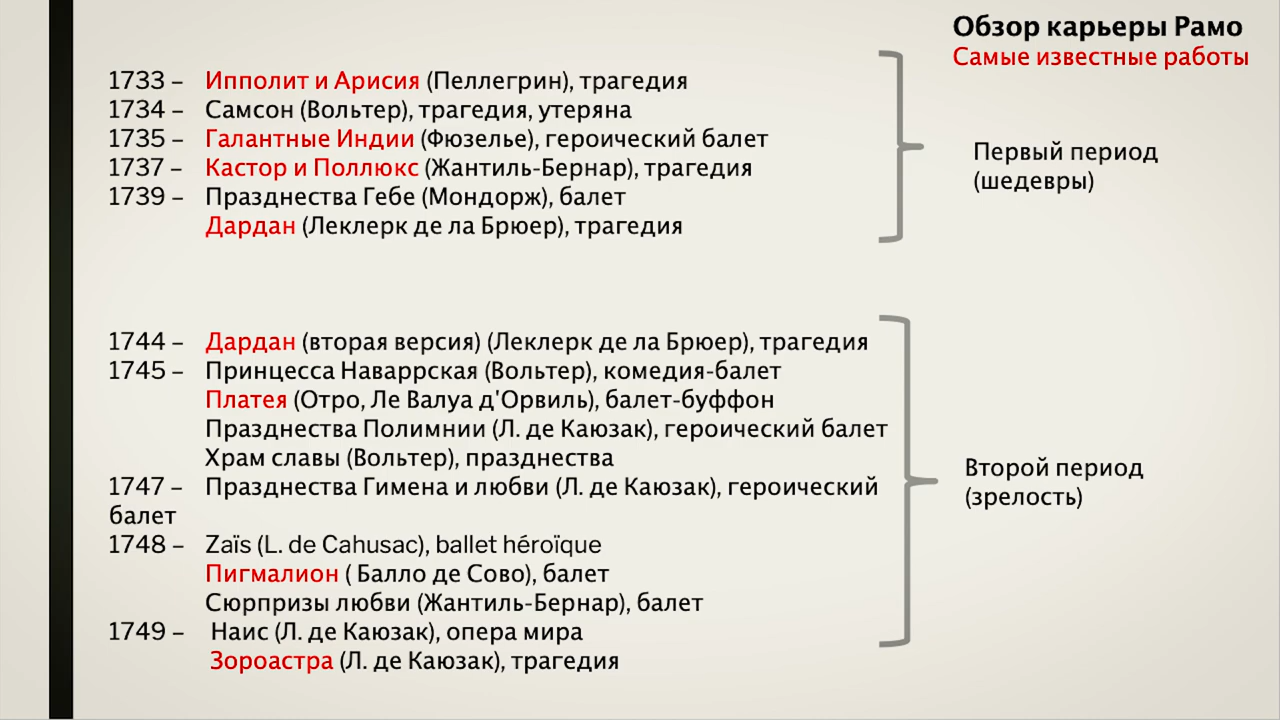 Обзор карьеры Рамо
Самые известные работы
1733 – Ипполит и Арисия (Пеллегрин), трагедия
1734 – Самсон (Вольтер), трагедия, утеряна
1735 – Галантные Индии (Фюзелье), героический балет
1737 – Кастор и Поллюкс (Жантиль-Бернар), трагедия
1739 – Празднества Гебе (Мондорж), балет
Дардан (Леклерк де ла Брюер), трагедия
Первый период
(шедевры)
1744 – Дардан (вторая версия) (Леклерк де ла Брюер), трагедия
1745 – Принцесса Наваррская (Вольтер), комедия-балет
Платея (Отро, Ле Валуа д'Орвиль), балет-буффон
Празднества Полимнии (Л. де Каюзак), героический балет
Храм славы (Вольтер), празднества
1747 – Празднества Гимена и любви (Л. де Каюзак), героический
балет
1748 – Zaïs (L. de Cahusac), ballet héroïque
Пигмалион ( Балло де Сово), балет
Сюрпризы любви (Жантиль-Бернар), балет
1749 – Наис (Л. де Каюзак), опера мира
Зороастра (Л. де Каюзак), трагедия
Второй период
(зрелость)